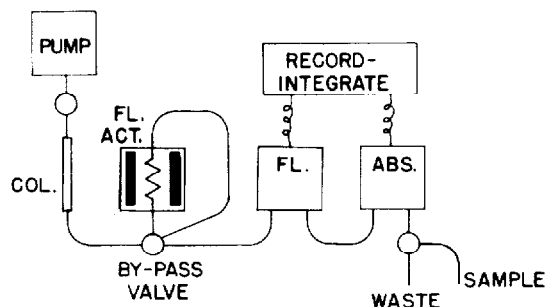 PUMP
RECORD-
INTEGRATE
FL.
ACT.
COL.
FL.
ABS.
BY-PASS
VALVE
SAMPLE
WASTE